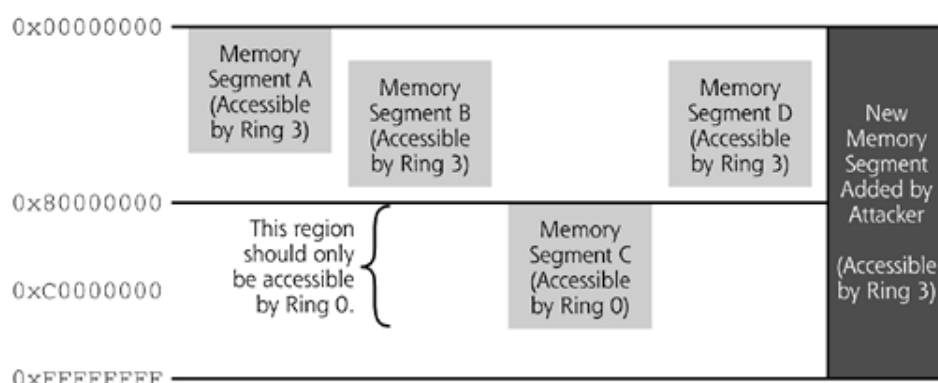 0x00000000
Memory
Segment A
(Accessible
by Ring 3)
Memory
Segment B
(Accessible
by Ring 3)
Memory
Segment D
(Accessible
by Ring 3)
New
Memory
Segment
Added by
Attacker
(Accessible
by Ring 3)
0x80000000
This region
should only
be accessible
by Ring 0.
Memory
Segment C
(Accessible
by Ring 0)
0xC0000000
0xFFFFFFFF